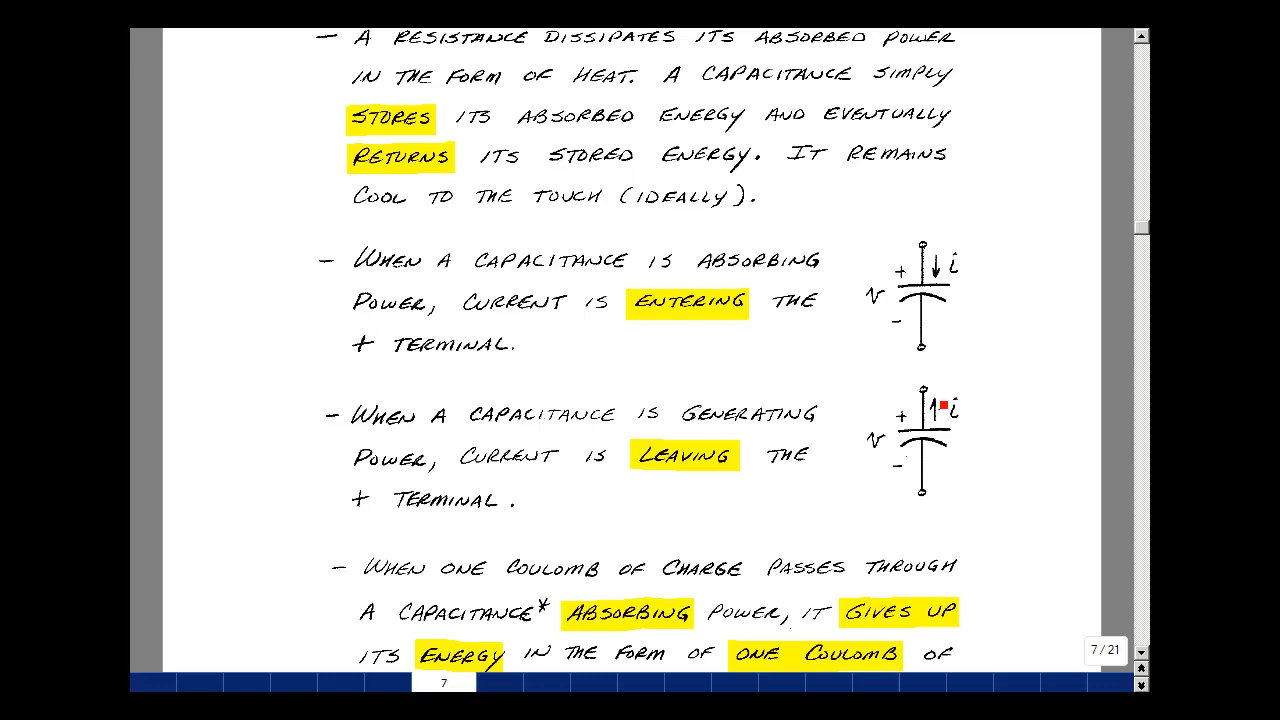 — A RESISTANCE DISSIPATES ITS ABSORBED POWER
IN THE FORM OF HEAT. A CAPACITANCE SIMPLY
STORES ITS ABSORBED ENERGY AND EVENTUALLY
RETURNS ITS STORED ENERGY. IT REMAINS
COOL TO THE TOUCH (IDEALLY).
— WHEN A CAPACITANCE IS ABSORBING
POWER, CURRENT IS ENTERING THE
+ TERMINAL.
+ i
v
-
— WHEN A CAPACITANCE IS GENERATING
POWER, CURRENT IS LEAVING THE
+ TERMINAL.
+ i
v
-
— WHEN ONE COULOMB OF CHARGE PASSES THROUGH
A CAPACITANCE* ABSORBING POWER, IT GIVES UP
ITS ENERGY IN THE FORM OF ONE COULOMB OF
7 / 21
7